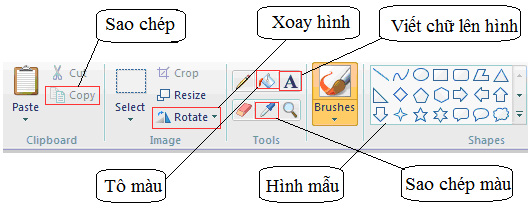 Sao chép
Xoay hình
Viết chữ lên hình
Paste
Cut
Copy
Clipboard
Select
Crop
Resize
Rotate
Image
A
Tools
Brushes
Shapes
Tô màu
Hình mẫu
Sao chép màu